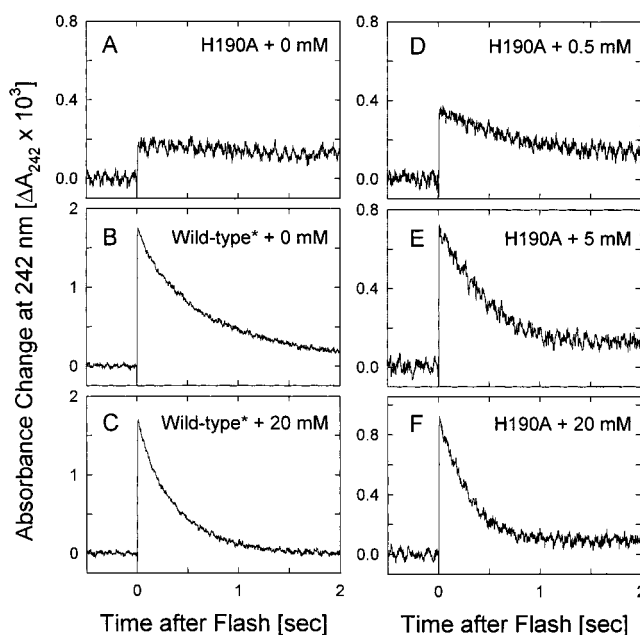 Absorbance Change at 242 nm [ΔA242 x 10³]
A
H190A + 0 mM
0.8
0.4
0.0
B
Wild-type* + 0 mM
2
1
0
C
Wild-type* + 20 mM
2
1
0
0
1
2
Time after Flash [sec]
D
H190A + 0.5 mM
0.8
0.4
0.0
E
H190A + 5 mM
0.8
0.4
0.0
F
H190A + 20 mM
0.8
0.4
0.0
0
1
2
Time after Flash [sec]